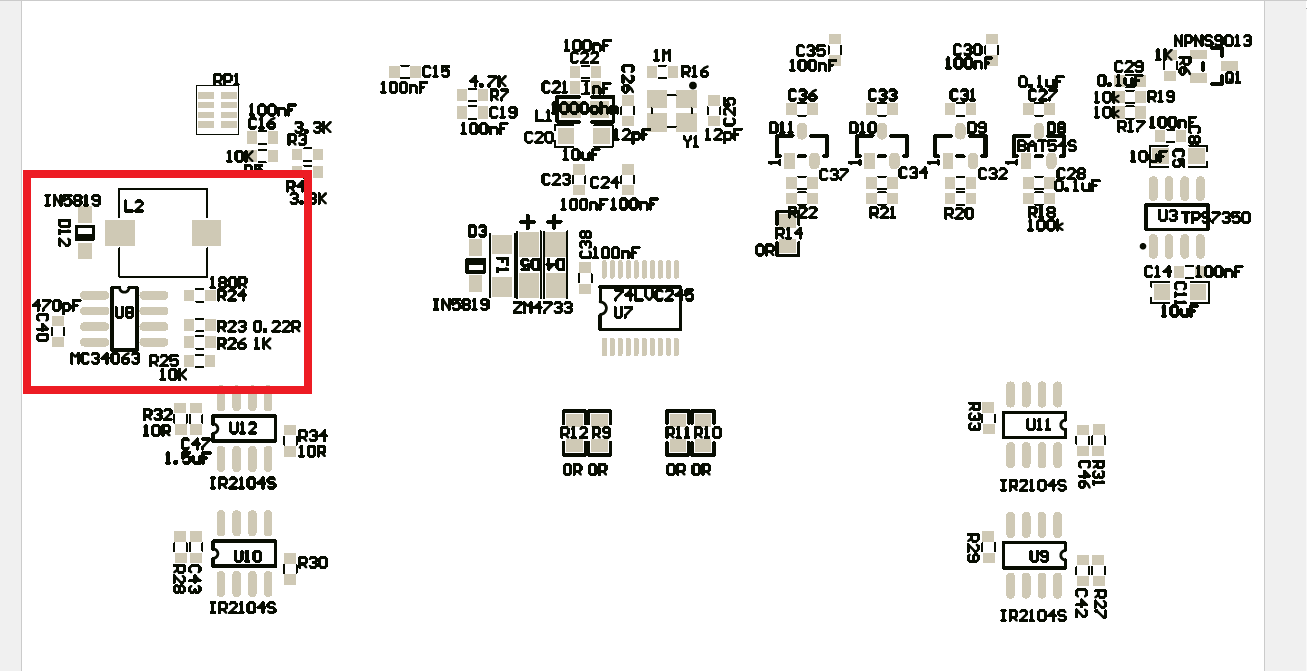 NPNS9013
100nF
C22
C35
100nF
C30
100nF
1M
R16
1K
R6
Q1
C15
100nF
RP1
4.7K
R7
C19
100nF
C21
1nF
C26
L1
C25
C29
0.1uF
0.1uF
C27
C36
C33
C31
10k
R19
10k
R17
100nF
C16
3.3K
R3
10K
C20
12pF
Y1
12pF
10uF
D11
D10
D9
D8
BAT54S
1
1
1
1
100nF
C8
10uF
C5
C23
C24
100nF
100nF
C37
C34
C32
C28
0.1uF
R4
R22
R21
R20
R18
100k
IN5819
L2
D12
D3
F1
D5
D4
C38
100nF
R14
0R
U3
TPS7350
IN5819
ZM4733
74LVC245
U7
C14
100nF
C11
10uF
180R
R24
470pF
C40
U8
R23
0.22R
R26
1K
MC34063
R25
10K
R32
10R
C47
1.5uF
U12
R34
10R
IR2104S
R12
R9
R11
R10
0R
0R
0R
0R
R33
U11
C46
R31
IR2104S
U10
R30
R28
C43
IR2104S
R29
U9
C42
R27
IR2104S